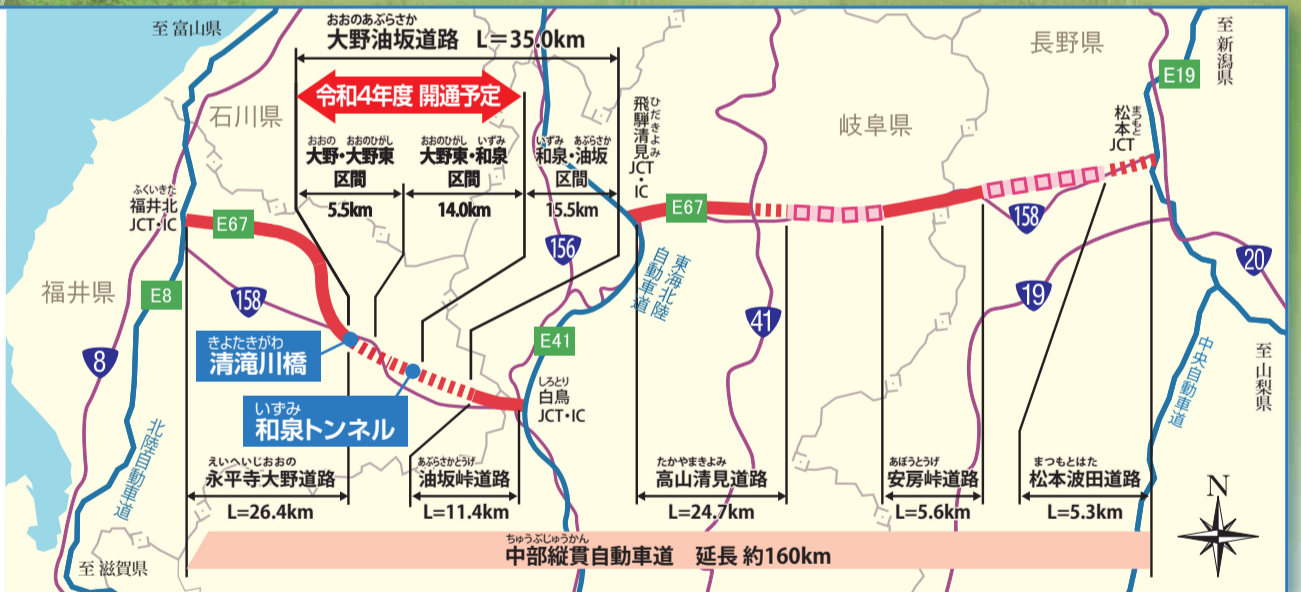 至 富山県
おおのあぶらさか
大野油坂道路 L=35.0km
長野県
至 新潟県
E19
令和4年度 開通予定
石川県
ひだきよみ
飛騨清見
JCT・IC
岐阜県
まつもと
松本
JCT
おおの おおのひがし
大野・大野東
区間
5.5km
おおのひがし いずみ
大野東・和泉
区間
14.0km
いずみ あぶらさか
和泉・油坂
区間
15.5km
ふくいきた
福井北
JCT・IC
E67
E67
158
156
東海北陸
自動車道
20
19
福井県
E8
158
41
8
きよたきがわ
清滝川橋
E41
至 山梨県
中央自動車道
いずみ
和泉トンネル
しろとり
白鳥
JCT・IC
北陸自動車道
えいへいじおおの
永平寺大野道路
L=26.4km
あぶらさかとうげ
油坂峠道路
L=11.4km
たかやまきよみ
高山清見道路
L=24.7km
あぼうとうげ
安房峠道路
L=5.6km
まつもとはた
松本波田道路
L=5.3km
N
ちゅうぶじゅうかん
中部縦貫自動車道 延長 約160km
至 滋賀県